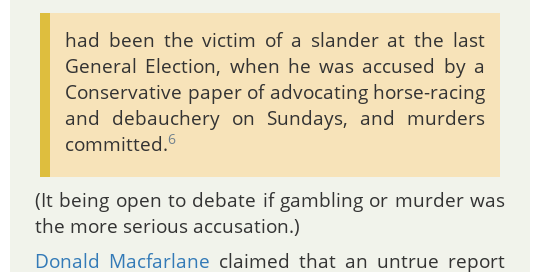 had been the victim of a slander at the last
General Election, when he was accused by a
Conservative paper of advocating horse-racing
and debauchery on Sundays, and murders
committed.6
(It being open to debate if gambling or murder was
the more serious accusation.)
Donald Macfarlane claimed that an untrue report